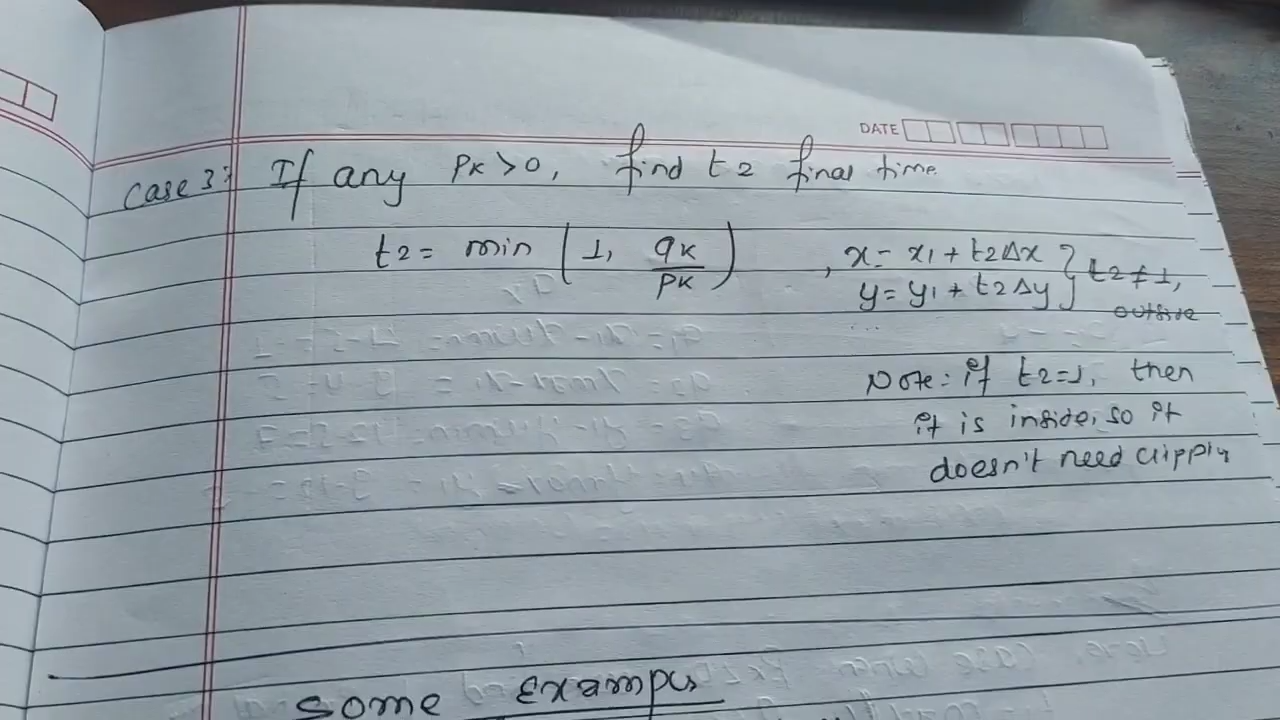 DATE
Case 3: If any pk > 0, find t2 final time.
t2 = min (1, qk/pk) , x = x1 + t2Δx } t2 ≠ 1,
y = y1 + t2Δy outside
Note: if t2=1, then
it is inside, so it
doesn't need clippin
Some Examples